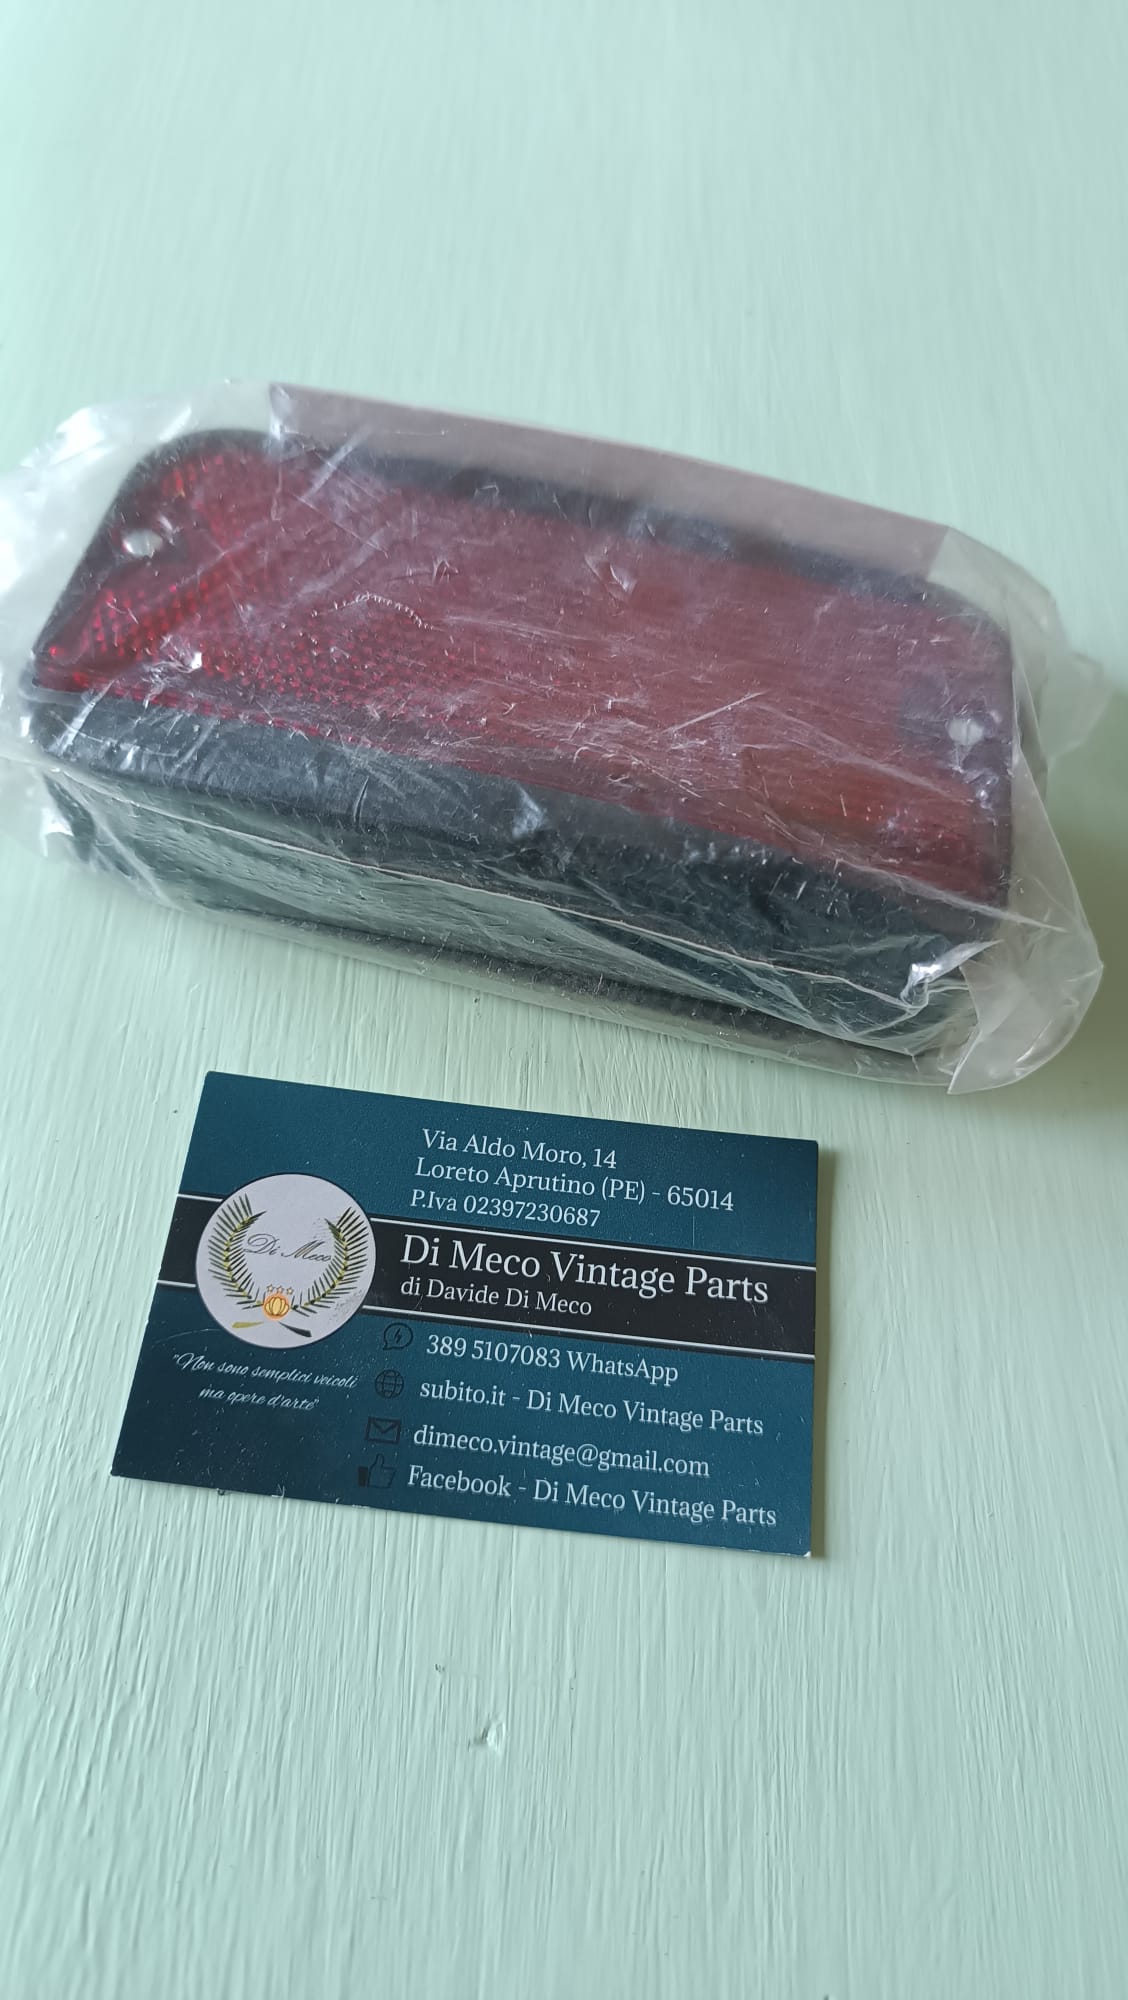 Via Aldo Moro, 14
Loreto Aprutino (PE) - 65014
P.Iva 02397230687
Di Meco Vintage Parts
di Davide Di Meco
Di Meco
"Non sono semplici veicoli
ma opere d'arte"
389 5107083 WhatsApp
subito.it - Di Meco Vintage Parts
dimeco.vintage@gmail.com
Facebook - Di Meco Vintage Parts